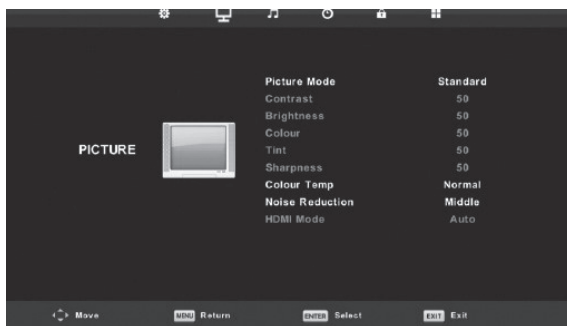 Picture Mode Standard
Contrast 50
Brightness 50
Colour 50
PICTURE
Tint 50
Sharpness 50
Colour Temp Normal
Noise Reduction Middle
HDMI Mode Auto
Move MENU Return ENTER Select EXIT Exit